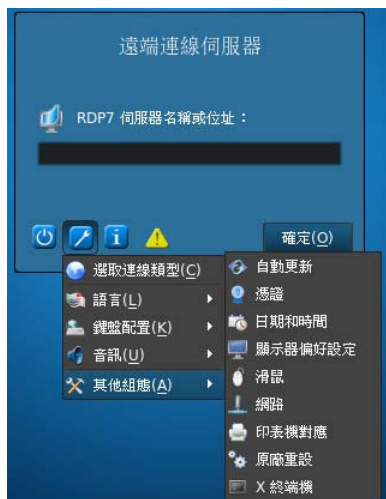 遠端連線伺服器
RDP7 伺服器名稱或位址：
確定(O)
選取連線類型(C)
語言(L)
鍵盤配置(K)
音訊(U)
其他組態(A)
自動更新
憑證
日期和時間
顯示器偏好設定
滑鼠
網路
印表機對應
原廠重設
X 終端機